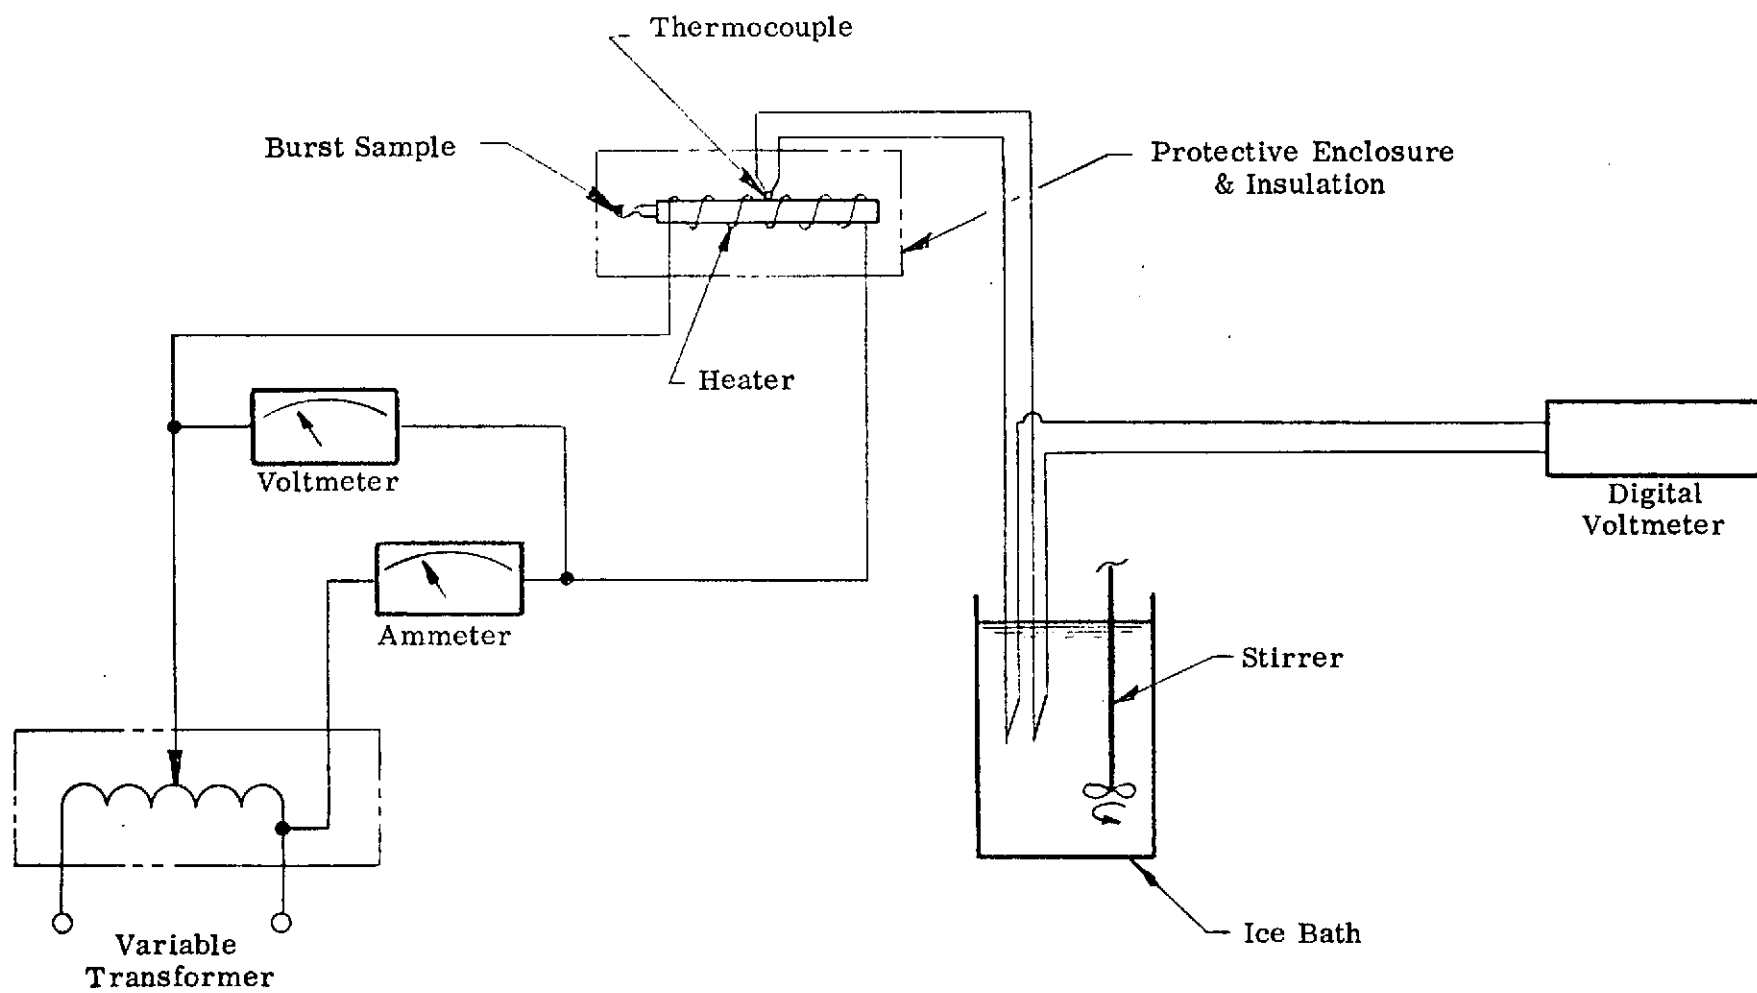 Thermocouple
Burst Sample
Protective Enclosure
& Insulation
Heater
Voltmeter
Digital
Voltmeter
Ammeter
Stirrer
Ice Bath
Variable
Transformer